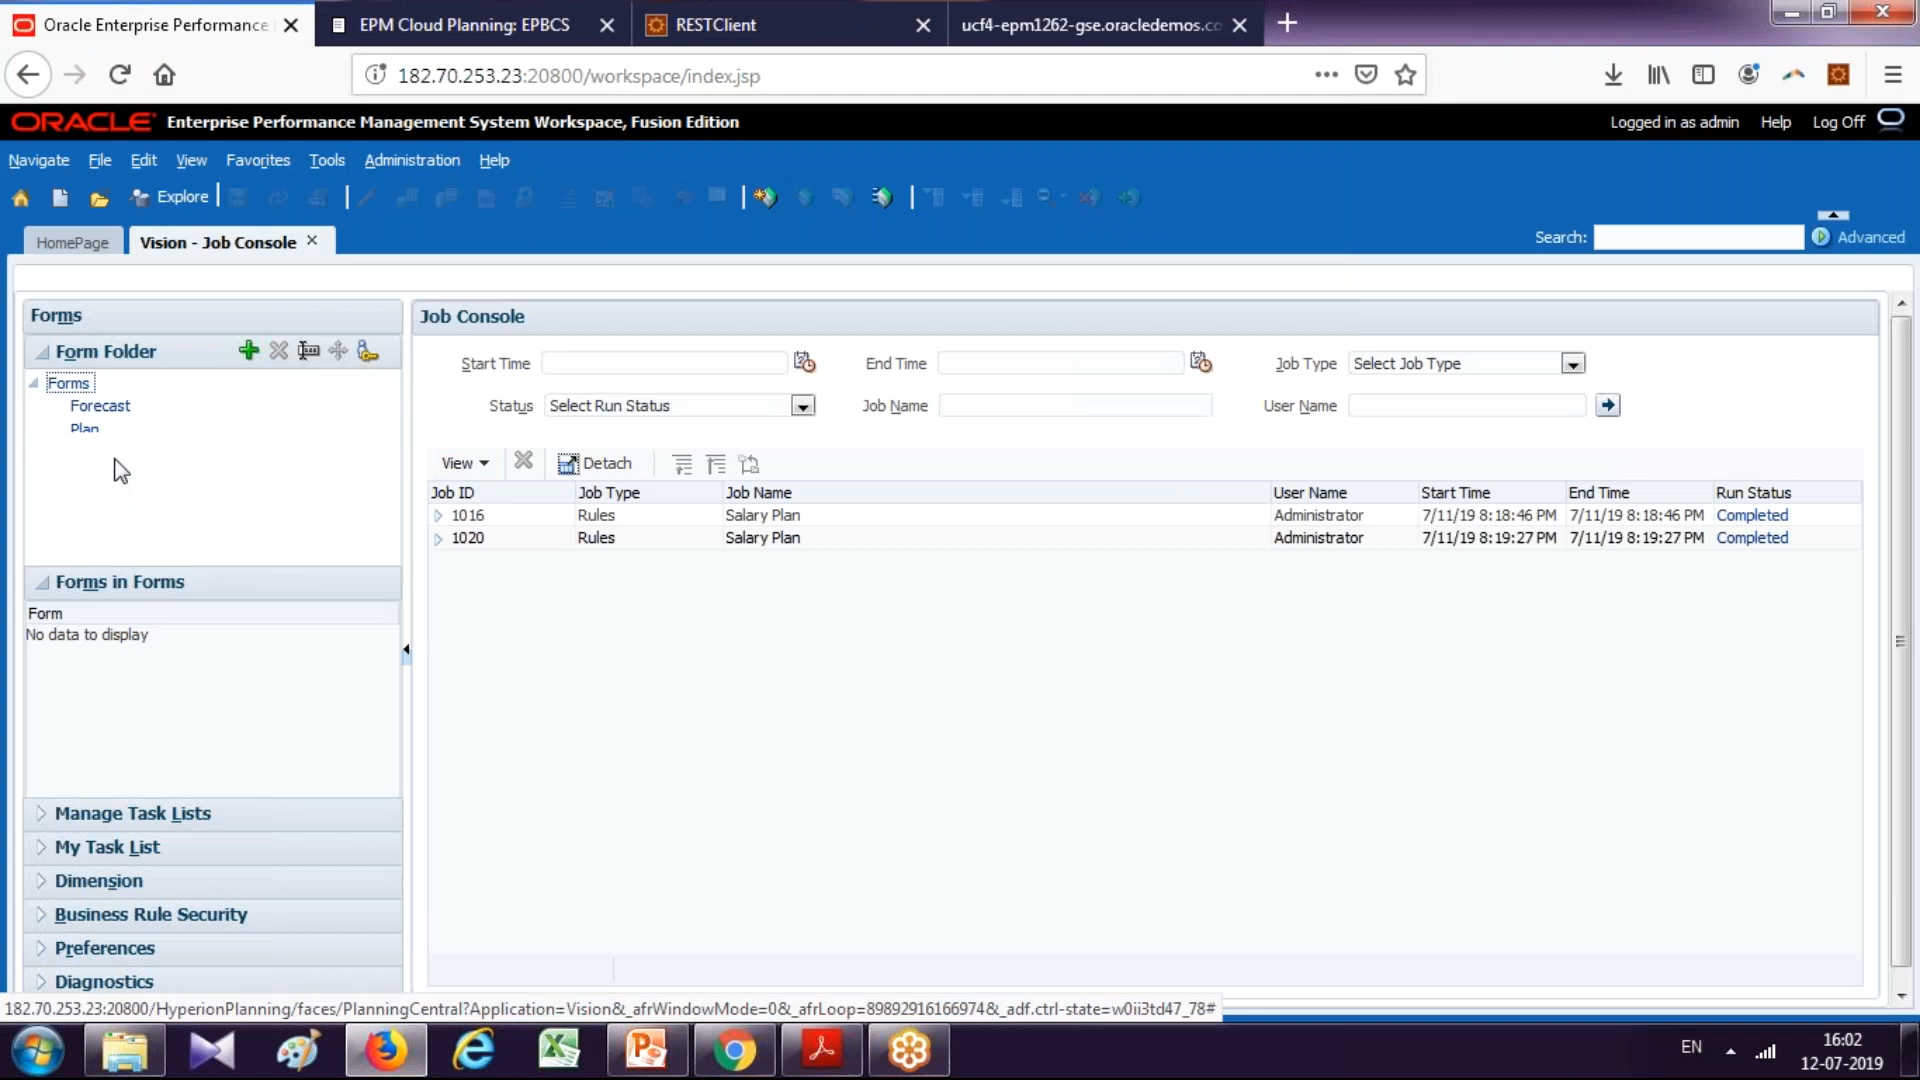 Oracle Enterprise Performance
EPM Cloud Planning: EPBCS
RESTClient
ucf4-epm1262-gse.oracledemos.co
182.70.253.23:20800/workspace/index.jsp
ORACLE Enterprise Performance Management System Workspace, Fusion Edition
Logged in as admin Help Log Off
Navigate File Edit View Favorites Tools Administration Help
Explore
HomePage
Vision - Job Console
Search:
Advanced
Forms
Form Folder
Forms
Forecast
Plan
Forms in Forms
Form
No data to display
Manage Task Lists
My Task List
Dimension
Business Rule Security
Preferences
Diagnostics
Job Console
Start Time
End Time
Job Type Select Job Type
Status Select Run Status
Job Name
User Name
View
Detach
Job ID Job Type Job Name User Name Start Time End Time Run Status
1016 Rules Salary Plan Administrator 7/11/19 8:18:46 PM 7/11/19 8:18:46 PM Completed
1020 Rules Salary Plan Administrator 7/11/19 8:19:27 PM 7/11/19 8:19:27 PM Completed
182.70.253.23:20800/HyperionPlanning/faces/PlanningCentral?Application=Vision&_afrWindowMode=0&_afrLoop=89892916166974&_adf.ctrl-state=w0ii3td47_78#
EN
16:02
12-07-2019